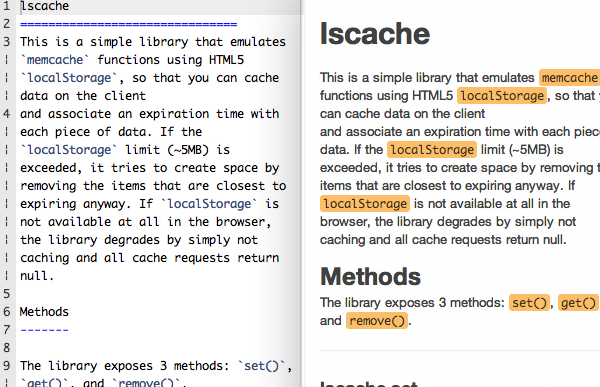 1 lscache
2 ===============================
3 This is a simple library that emulates
`memcache` functions using HTML5
`localStorage`, so that you can cache
data on the client
4 and associate an expiration time with
each piece of data. If the
`localStorage` limit (~5MB) is
exceeded, it tries to create space by
removing the items that are closest to
expiring anyway. If `localStorage` is
not available at all in the browser,
the library degrades by simply not
caching and all cache requests return
null.
5
6 Methods
7 -------
8
9 The library exposes 3 methods: `set()`,
`get()`, and `remove()`.
lscache
This is a simple library that emulates memcache
functions using HTML5 localStorage, so that
can cache data on the client
and associate an expiration time with each piece
data. If the localStorage limit (~5MB) is
exceeded, it tries to create space by removing
items that are closest to expiring anyway. If
localStorage is not available at all in the
browser, the library degrades by simply not
caching and all cache requests return null.
Methods
The library exposes 3 methods: set(), get()
and remove().
lscache.set